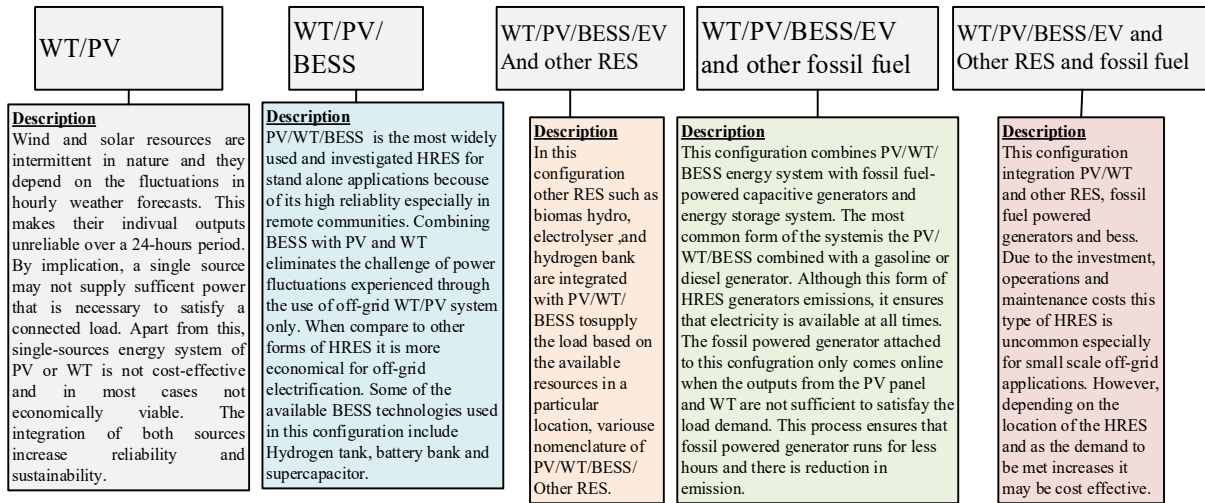 WT/PV
Description
Wind and solar resources are
intermittent in nature and they
depend on the fluctuations in
hourly weather forecasts. This
makes their indivual outputs
unreliable over a 24-hours period.
By implication, a single source
may not supply sufficent power
that is necessary to satisfy a
connected load. Apart from this,
single-sources energy system of
PV or WT is not cost-effective
and in most cases not
economically viable. The
integration of both sources
increase reliability and
sustainability.
WT/PV/
BESS
Description
PV/WT/BESS is the most widely
used and investigated HRES for
stand alone applications becouse
of its high reliablity especially in
remote communities. Combining
BESS with PV and WT
eliminates the challenge of power
fluctuations experienced through
the use of off-grid WT/PV system
only. When compare to other
forms of HRES it is more
economical for off-grid
electrification. Some of the
available BESS technologies used
in this configuration include
Hydrogen tank, battery bank and
supercapacitor.
WT/PV/BESS/EV
And other RES
Description
In this
configuration
other RES such as
biomas hydro,
electrolyser ,and
hydrogen bank
are integrated
with PV/WT/
BESS tosupply
the load based on
the available
resources in a
particular
location, variouse
nomenclature of
PV/WT/BESS/
Other RES.
WT/PV/BESS/EV
and other fossil fuel
Description
This configuration combines PV/WT/
BESS energy system with fossil fuel-
powered capacitive generators and
energy storage system. The most
common form of the systemis the PV/
WT/BESS combined with a gasoline or
diesel generator. Although this form of
HRES generators emissions, it ensures
that electricity is available at all times.
The fossil powered generator attached
to this confugration only comes online
when the outputs from the PV panel
and WT are not sufficient to satisfay the
load demand. This process ensures that
fossil powered generator runs for less
hours and there is reduction in
emission.
WT/PV/BESS/EV and
Other RES and fossil fuel
Description
This configuration
integration PV/WT
and other RES, fossil
fuel powered
generators and bess.
Due to the investment,
opeerations and
maintenance costs this
type of HRES is
uncommon especially
for small scale off-grid
applications. However,
depending on the
location of the HRES
and as the demand to
be met increases it
may be cost effective.